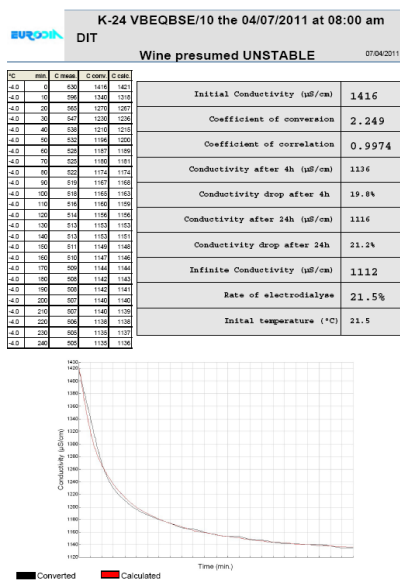 EURODIA
K-24 VBEQBSE/10 the 04/07/2011 at 08:00 am
DIT
Wine presumed UNSTABLE 07/04/2011
°C min. C meas. C conv. C calc.
-4.0 0 630 1416 1421
-4.0 10 596 1340 1318
-4.0 20 565 1270 1267
-4.0 30 547 1230 1236
-4.0 40 538 1210 1215
-4.0 50 532 1196 1200
-4.0 60 528 1187 1189
-4.0 70 525 1180 1181
-4.0 80 522 1174 1174
-4.0 90 519 1167 1168
-4.0 100 518 1165 1163
-4.0 110 516 1160 1159
-4.0 120 514 1156 1156
-4.0 130 513 1153 1153
-4.0 140 513 1153 1151
-4.0 150 511 1149 1148
-4.0 160 510 1147 1146
-4.0 170 509 1144 1144
-4.0 180 508 1142 1143
-4.0 190 508 1142 1141
-4.0 200 507 1140 1140
-4.0 210 507 1140 1139
-4.0 220 506 1138 1138
-4.0 230 505 1135 1137
-4.0 240 505 1135 1136
Initial Conductivity (µS/cm) 1416
Coefficient of conversion 2.249
Coefficient of correlation 0.9974
Conductivity after 4h (µS/cm) 1136
Conductivity drop after 4h 19.8%
Conductivity after 24h (µS/cm) 1116
Conductivity drop after 24h 21.2%
Infinite Conductivity (µS/cm) 1112
Rate of electrodialyse 21.5%
Inital temperature (°C) 21.5
1430
1420
1400
1380
1360
1340
1320
1300
1280
1260
1240
1220
1200
1180
1160
1140
1120
Conductivity (µS/cm)
Time (min.)
Converted Calculated